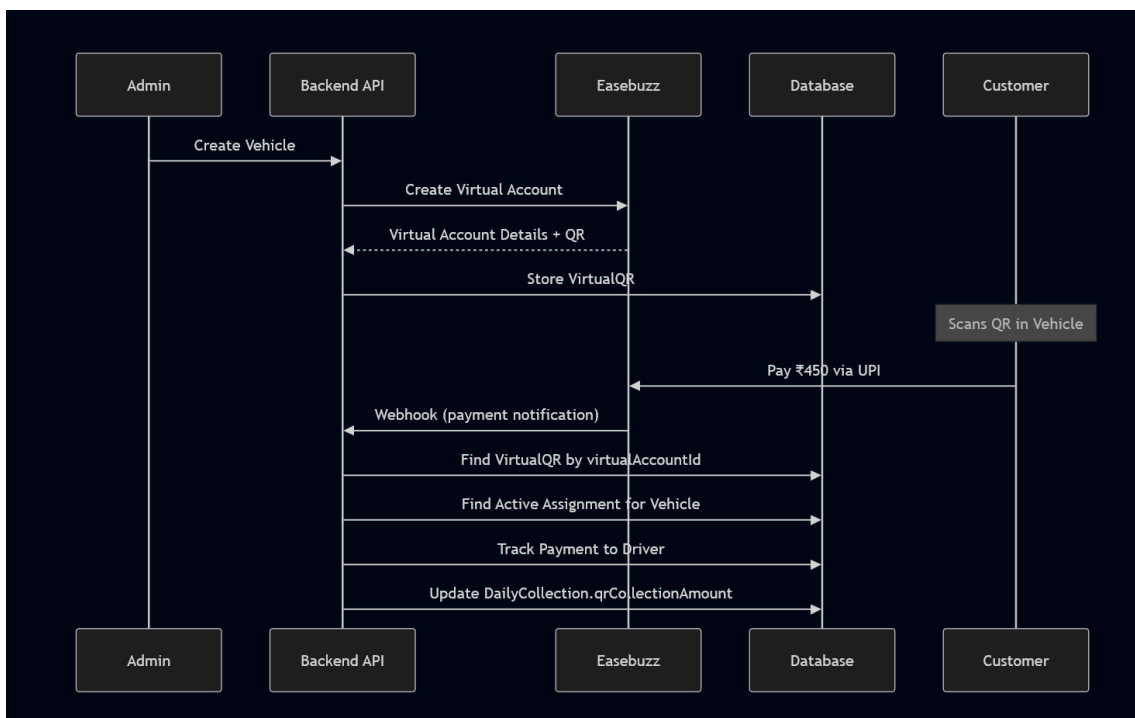 Admin
Backend API
Easebuzz
Database
Customer
Create Vehicle
Create Virtual Account
Virtual Account Details + QR
Store VirtualQR
Scans QR in Vehicle
Pay ₹450 via UPI
Webhook (payment notification)
Find VirtualQR by virtualAccountId
Find Active Assignment for Vehicle
Track Payment to Driver
Update DailyCollection.qrCollectionAmount
Admin
Backend API
Easebuzz
Database
Customer